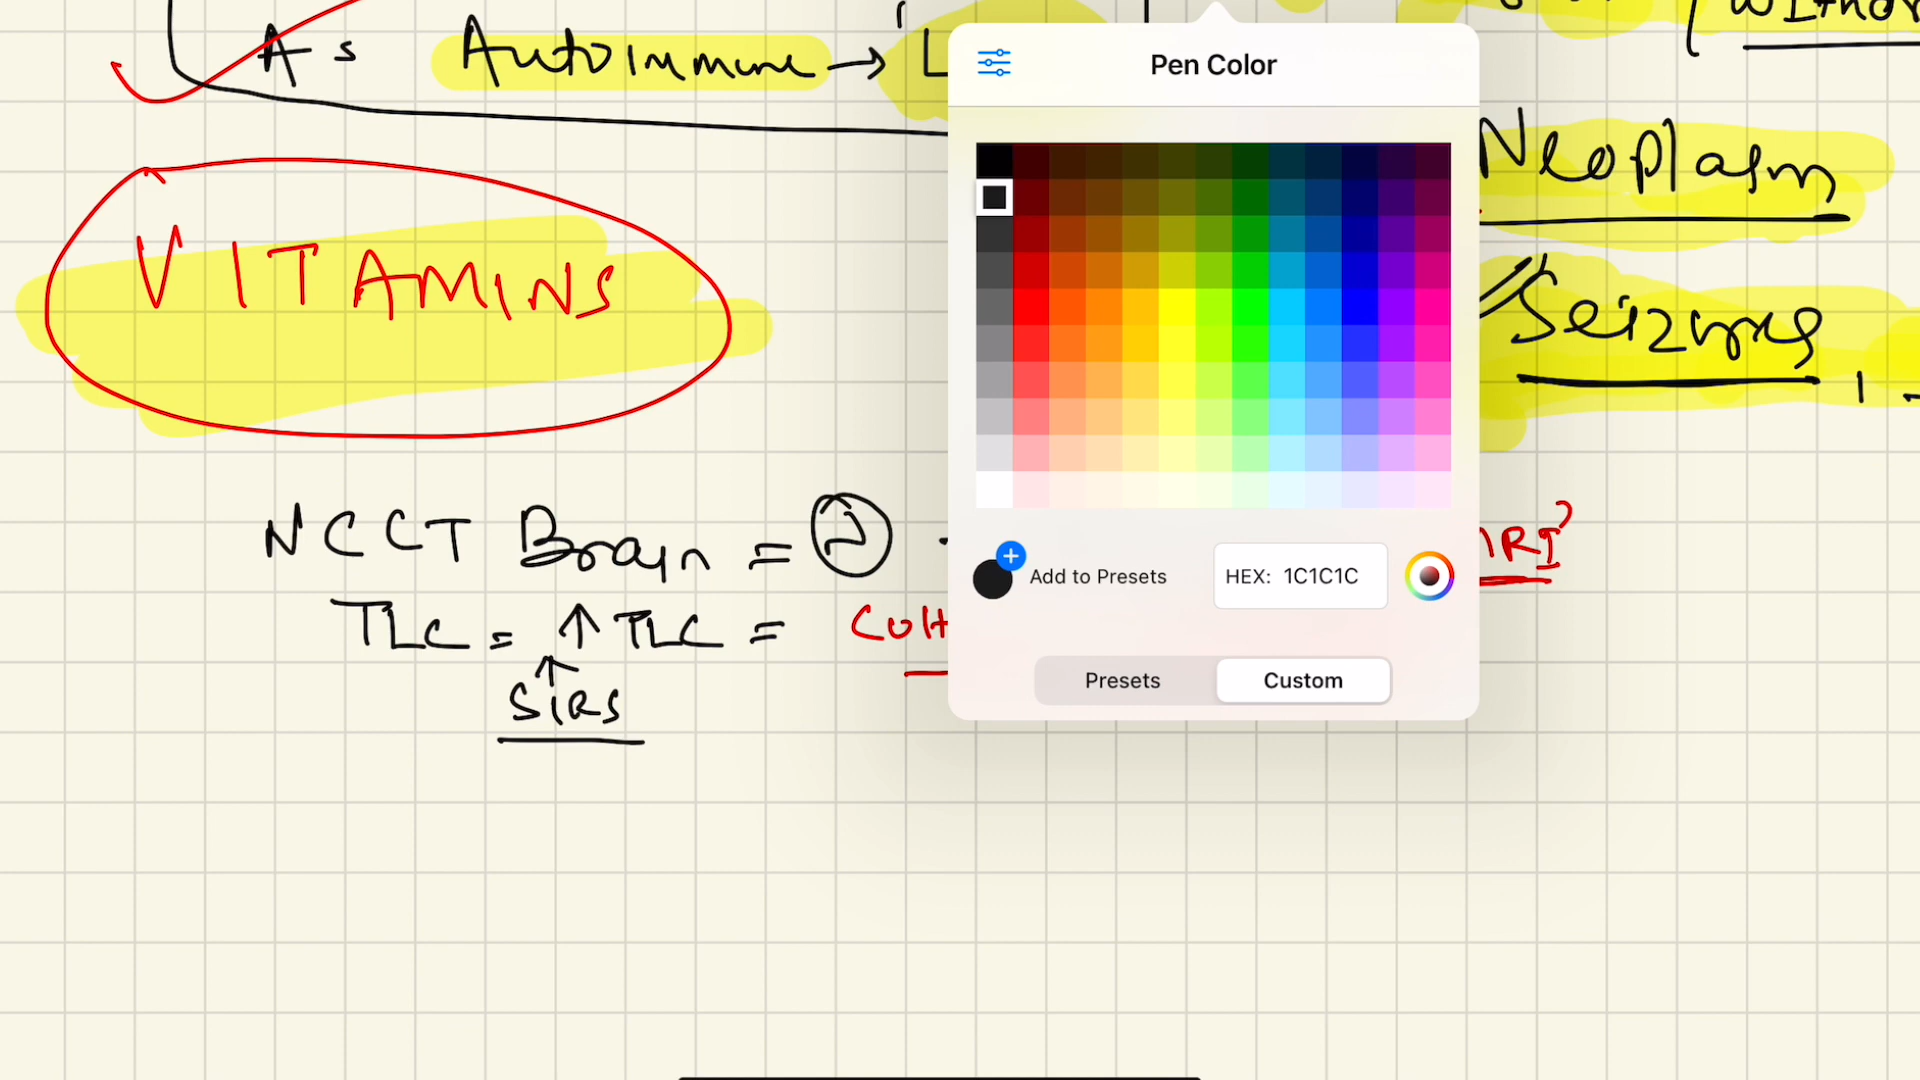 As Autoimmune → L
Pen Color
Neoplasm
VITAMINS
Seizures,
NCCT Brain = N
MRI?
TLC = ↑ TLC =
↑
SIRS
Add to Presets
HEX: 1C1C1C
Presets
Custom